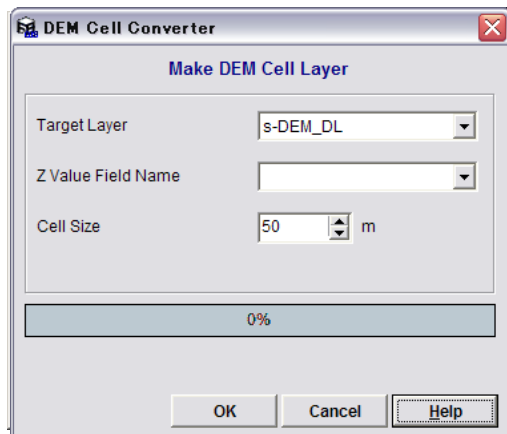 DEM Cell Converter
Make DEM Cell Layer
Target Layer s-DEM_DL
Z Value Field Name
Cell Size 50 m
0%
OK Cancel Help